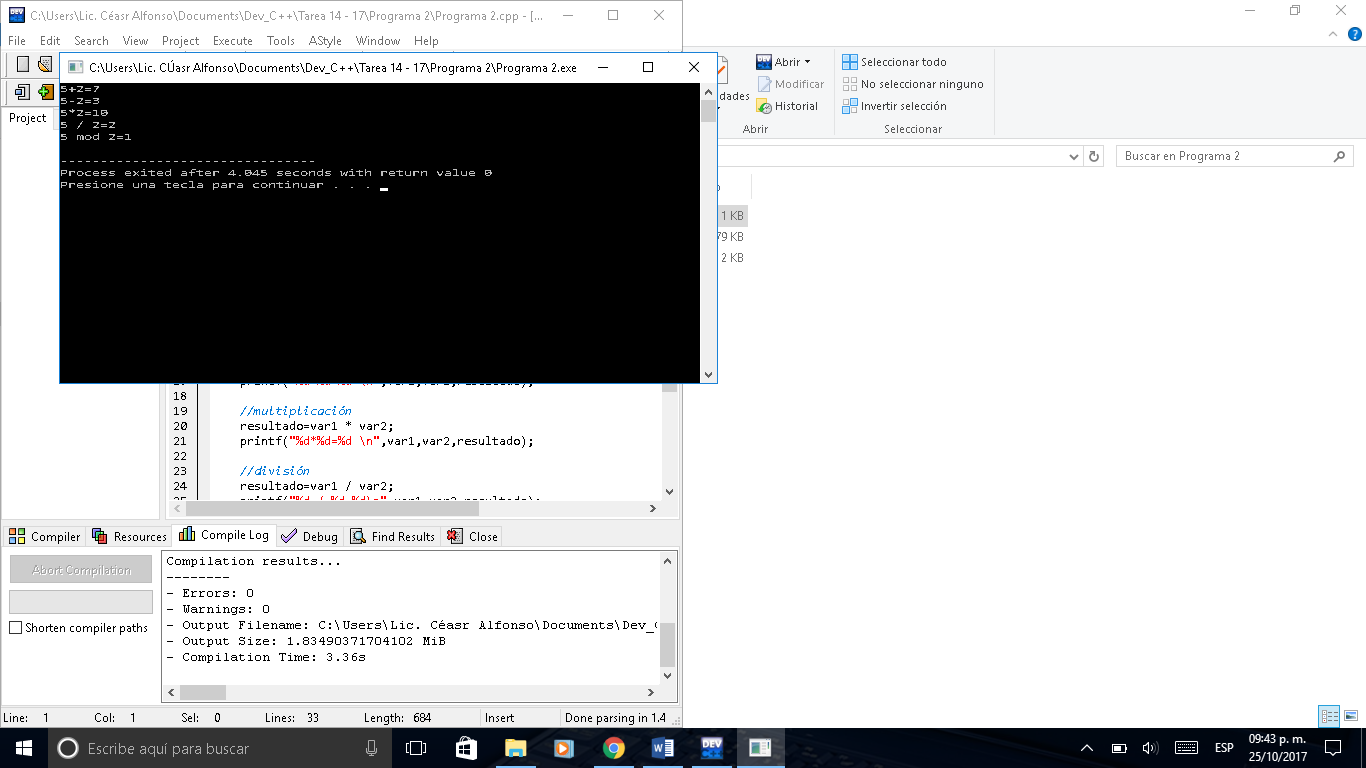 C:\Users\Lic. Céasr Alfonso\Documents\Dev_C++\Tarea 14 - 17\Programa 2\Programa 2.cpp - [...
File Edit Search View Project Execute Tools AStyle Window Help
C:\Users\Lic. CÚasr Alfonso\Documents\Dev_C++\Tarea 14 - 17\Programa 2\Programa 2.exe
5+2=7
5-2=3
5*2=10
5 / 2=2
5 mod 2=1
--------------------------------
Process exited after 4.045 seconds with return value 0
Presione una tecla para continuar . . .
Project
dades
Abrir
Modificar
Historial
Abrir
Seleccionar todo
No seleccionar ninguno
Invertir selección
Seleccionar
Buscar en Programa 2
1 KB
79 KB
2 KB
18
19 //multiplicación
20 resultado=var1 * var2;
21 printf("%d*%d=%d \n",var1,var2,resultado);
22
23 //división
24 resultado=var1 / var2;
Compiler Resources Compile Log Debug Find Results Close
Abort Compilation
Shorten compiler paths
Compilation results...
--------
- Errors: 0
- Warnings: 0
- Output Filename: C:\Users\Lic. Céasr Alfonso\Documents\Dev_
- Output Size: 1.83490371704102 MiB
- Compilation Time: 3.36s
Line: 1 Col: 1 Sel: 0 Lines: 33 Length: 684 Insert Done parsing in 1.4
Escribe aquí para buscar
DEV
ESP
09:43 p. m.
25/10/2017